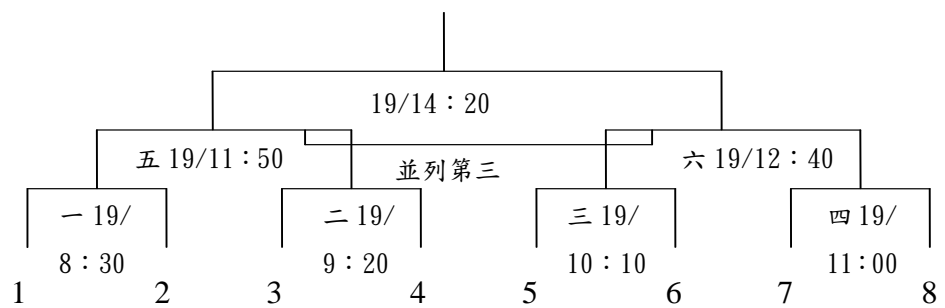 19/14：20
五 19/11：50
並列第三
六 19/12：40
一 19/
8：30
二 19/
9：20
三 19/
10：10
四 19/
11:00
1 2 3 4 5 6 7 8